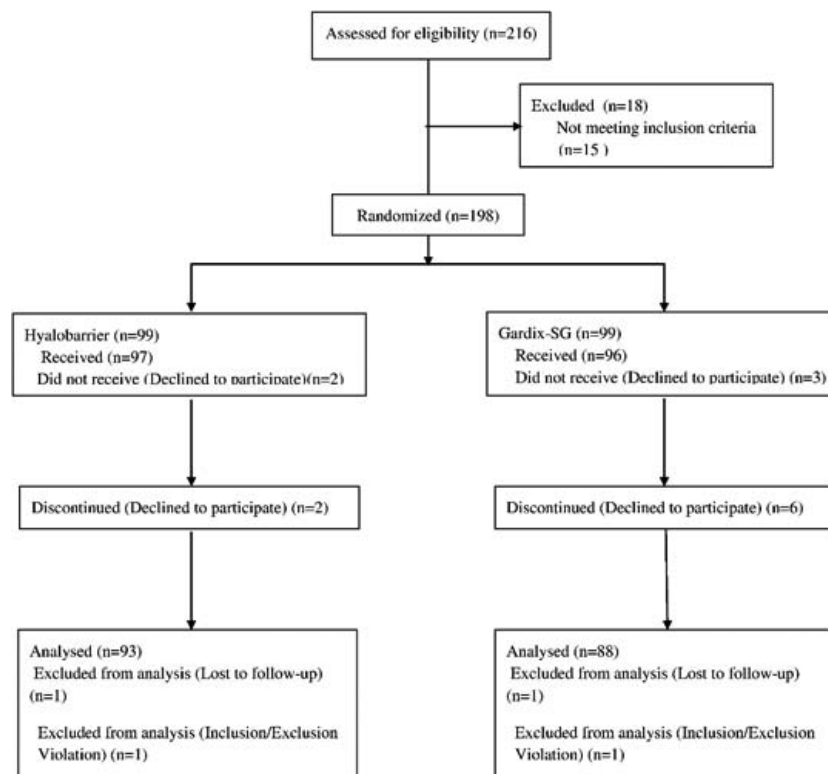 Assessed for eligibility (n=216)
Excluded (n=18)
Not meeting inclusion criteria
(n=15 )
Randomized (n=198)
Hyalobarrier (n=99)
Received (n=97)
Did not receive (Declined to participate)(n=2)
Gardix-SG (n=99)
Received (n=96)
Did not receive (Declined to participate) (n=3)
Discontinued (Declined to participate) (n=2)
Discontinued (Declined to participate) (n=6)
Analysed (n=93)
Excluded from analysis (Lost to follow-up)
(n=1)
Excluded from analysis (Inclusion/Exclusion
Violation) (n=1)
Analysed (n=88)
Excluded from analysis (Lost to follow-up)
(n=1)
Excluded from analysis (Inclusion/Exclusion
Violation) (n=1)